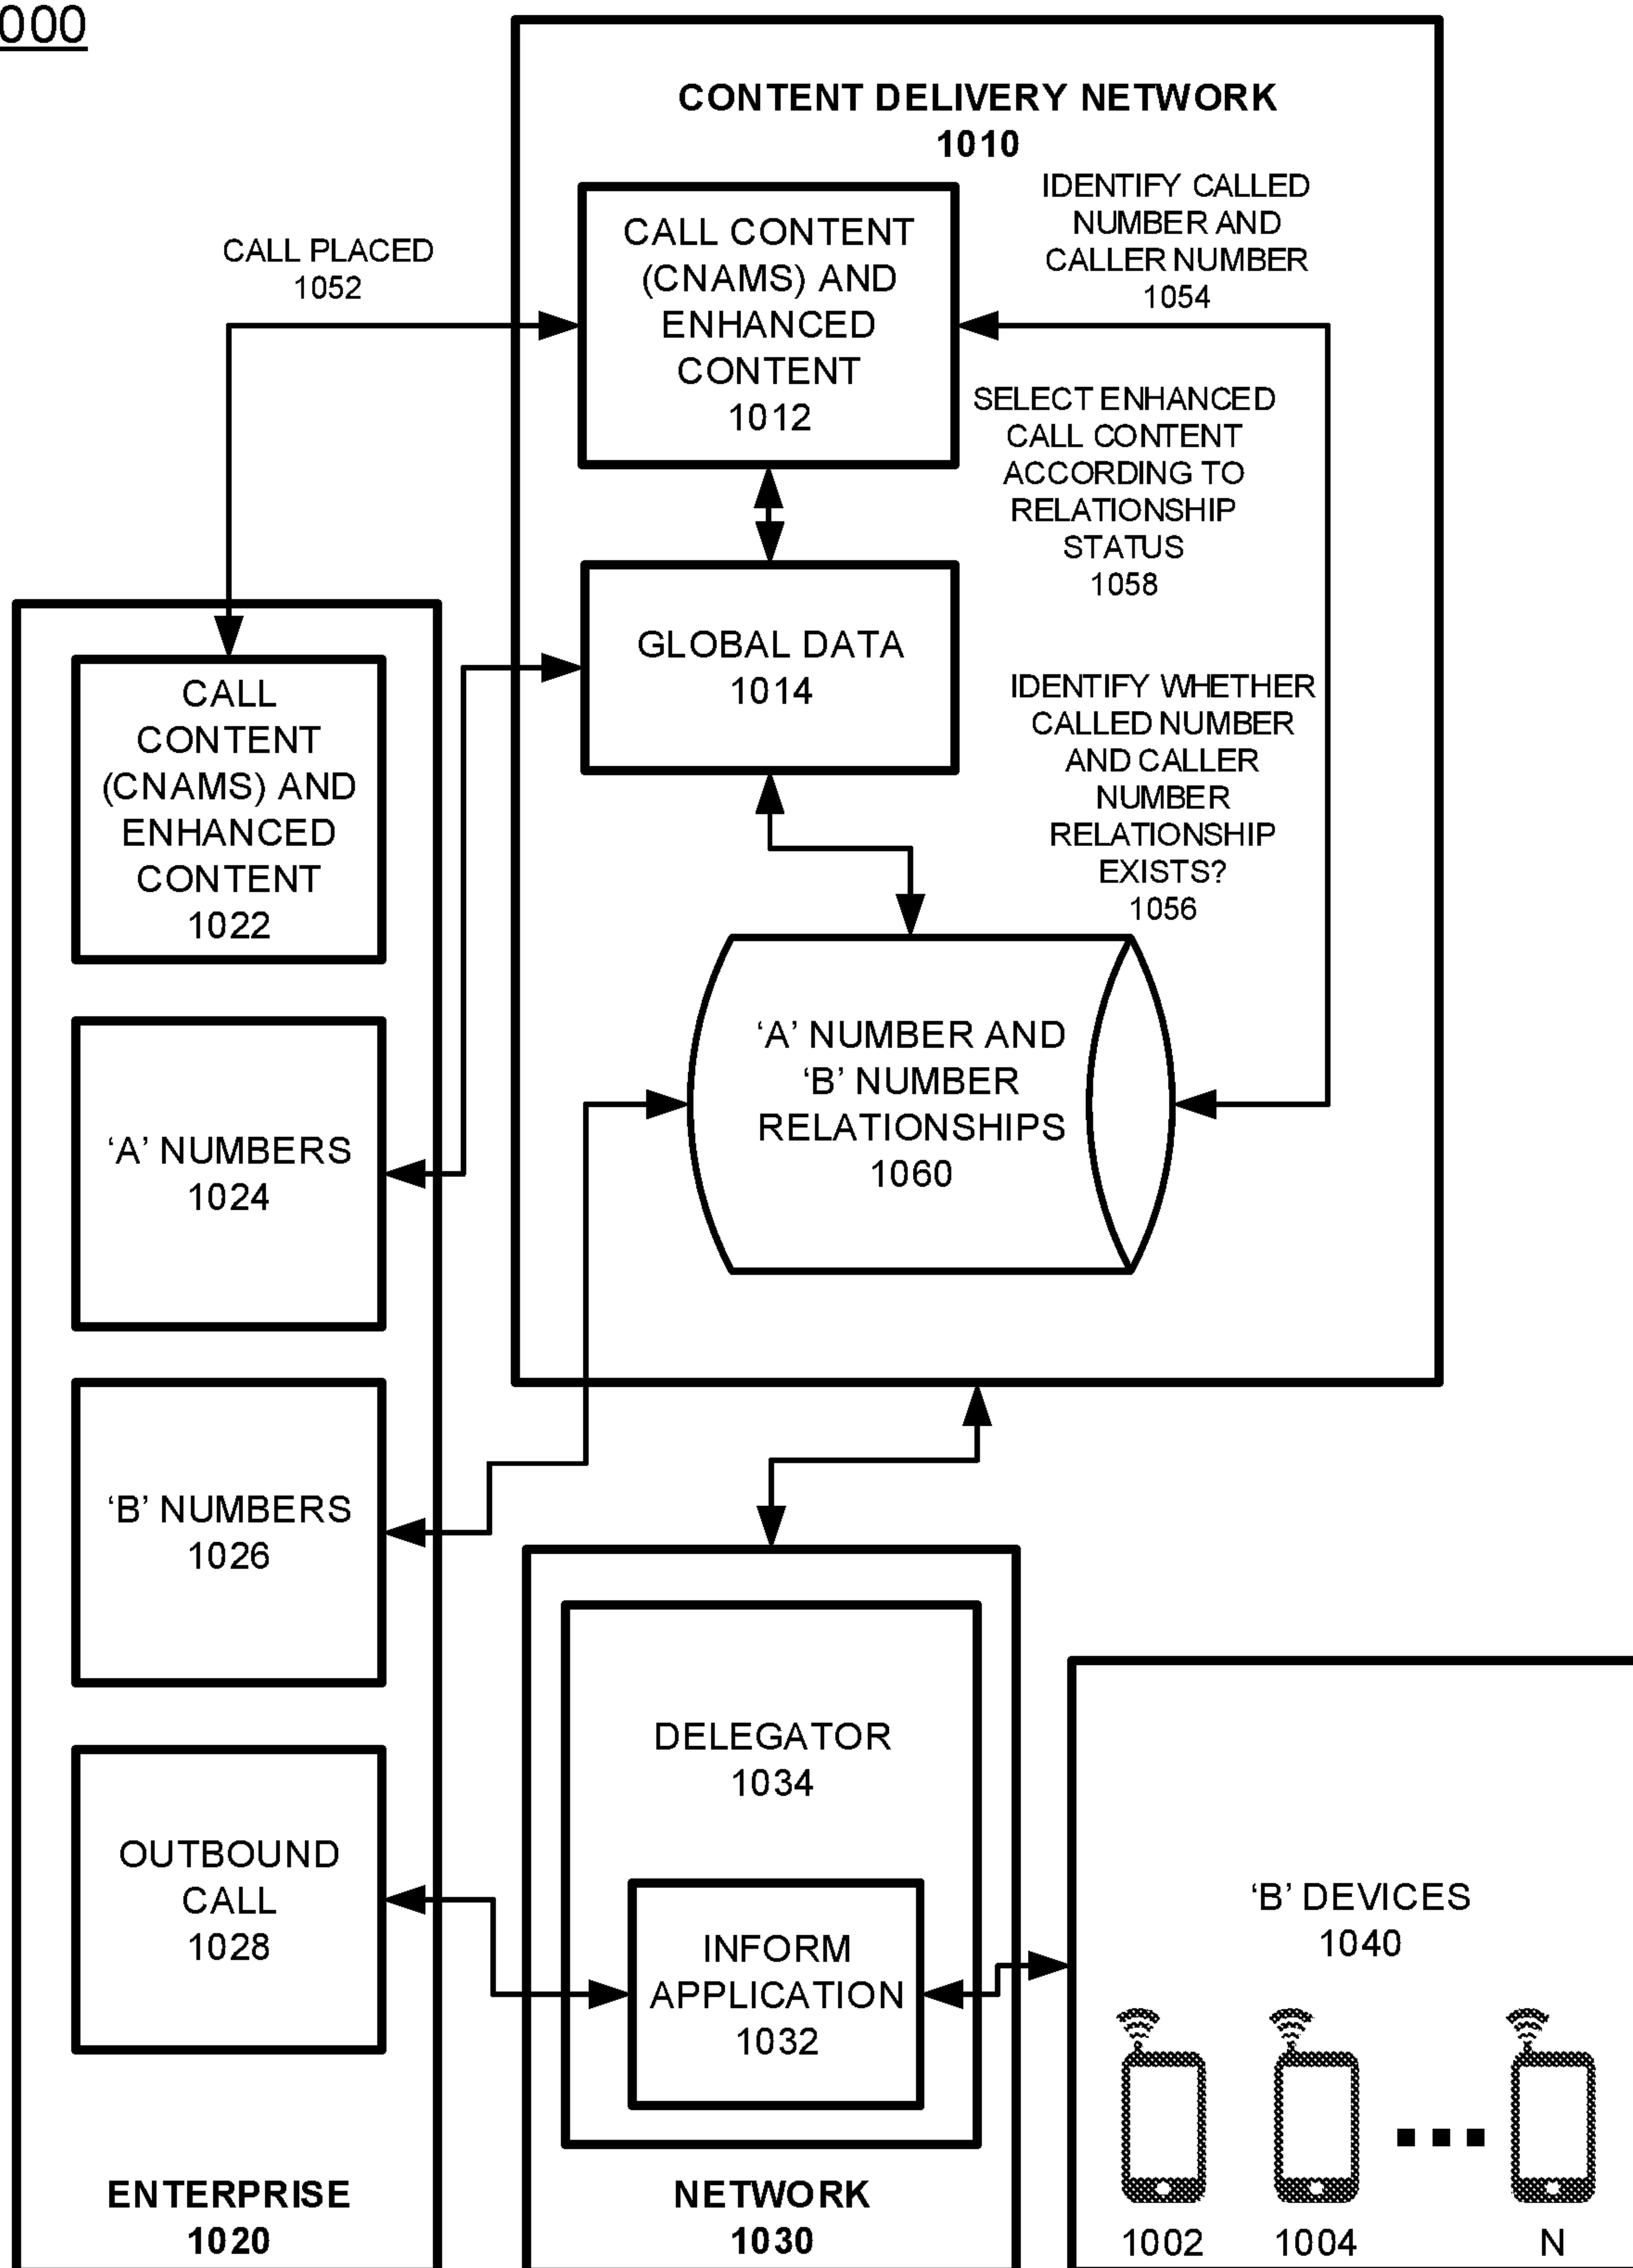 000
CONTENT DELIVERY NETWORK
1010
CALL PLACED
1052
CALL CONTENT
(CNAMS) AND
ENHANCED
CONTENT
1012
IDENTIFY CALLED
NUMBER AND
CALLER NUMBER
1054
SELECT ENHANCED
CALL CONTENT
ACCORDING TO
RELATIONSHIP
STATUS
1058
GLOBAL DATA
1014
IDENTIFY WHETHER
CALLED NUMBER
AND CALLER
NUMBER
RELATIONSHIP
EXISTS?
1056
‘A’ NUMBER AND
‘B’ NUMBER
RELATIONSHIPS
1060
CALL
CONTENT
(CNAMS) AND
ENHANCED
CONTENT
1022
‘A’ NUMBERS
1024
‘B’ NUMBERS
1026
OUTBOUND
CALL
1028
ENTERPRISE
1020
DELEGATOR
1034
INFORM
APPLICATION
1032
NETWORK
1030
‘B’ DEVICES
1040
1002
1004
N